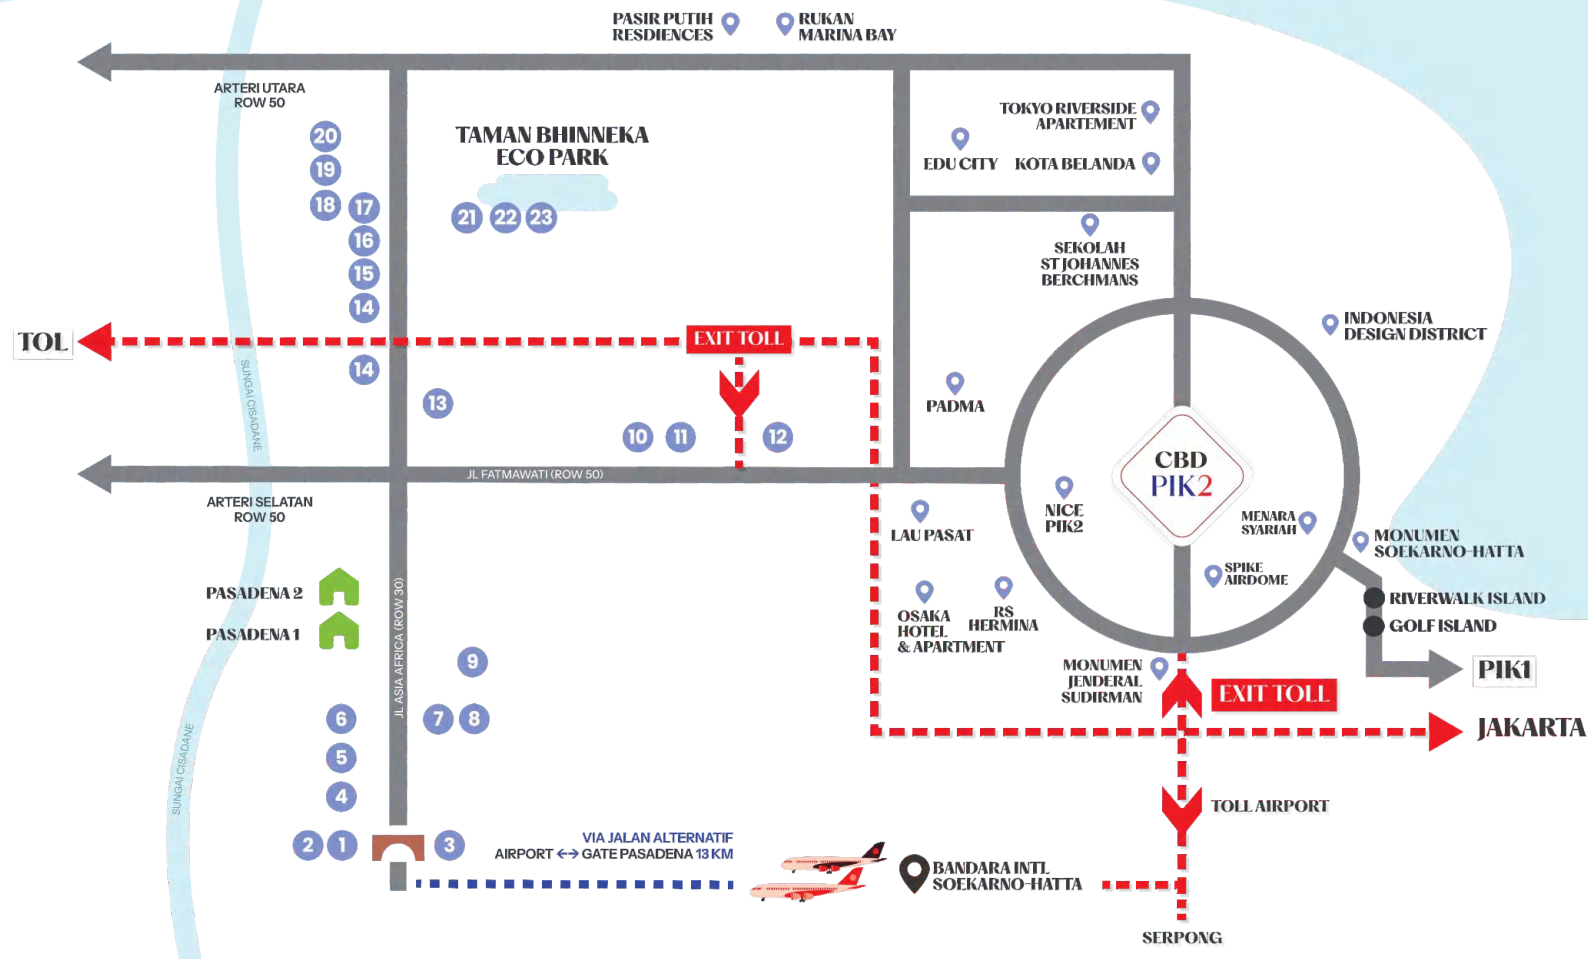 PASIR PUTIH
RESDIENCES
RUKAN
MARINA BAY
ARTERI UTARA
ROW 50
TAMAN BHINNEKA
ECO PARK
TOKYO RIVERSIDE
APARTEMENT
EDU CITY
KOTA BELANDA
20
19
18
17
16
15
14
21
22
23
SEKOLAH
ST JOHANNES
BERCHMANS
INDONESIA
DESIGN DISTRICT
TOL
EXIT TOLL
SUNGAI CISADANE
14
13
PADMA
10
11
12
CBD
PIK2
JL FATMAWATI (ROW 50)
ARTERI SELATAN
ROW 50
LAU PASAT
NICE
PIK2
MENARA
SYARIAH
MONUMEN
SOEKARNO-HATTA
SPIKE
AIRDOME
PASADENA 2
PASADENA 1
JL ASIA AFRICA (ROW 30)
OSAKA
HOTEL
& APARTMENT
RS
HERMINA
RIVERWALK ISLAND
GOLF ISLAND
PIK1
MONUMEN
JENDERAL
SUDIRMAN
EXIT TOLL
JAKARTA
9
6
7
8
5
4
SUNGAI CISADANE
TOLL AIRPORT
2
1
3
VIA JALAN ALTERNATIF
AIRPORT ↔ GATE PASADENA 13 KM
BANDARA INTL
SOEKARNO-HATTA
SERPONG